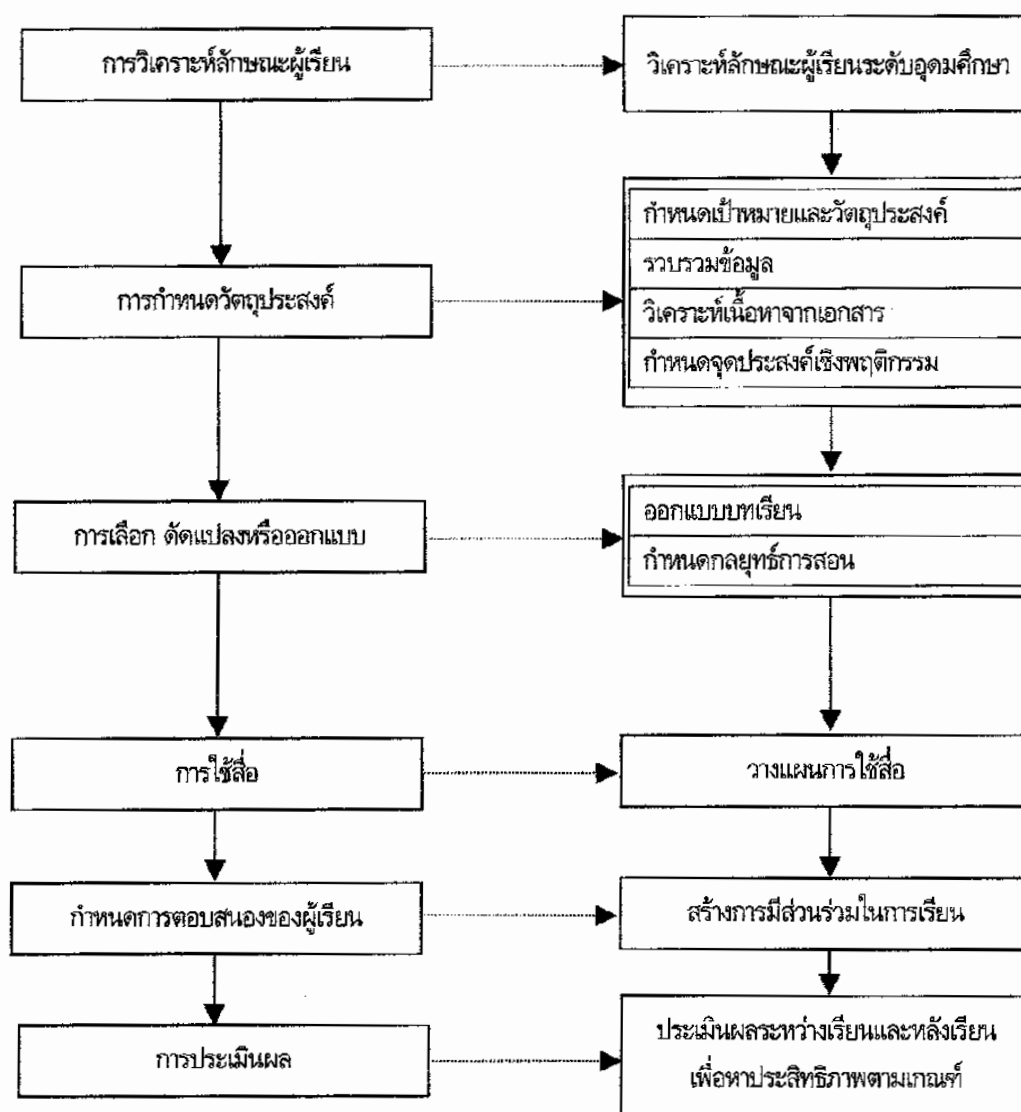 การวิเคราะห์ลักษณะผู้เรียน
วิเคราะห์ลักษณะผู้เรียนระดับอุดมศึกษา
กำหนดเป้าหมายและวัตถุประสงค์
รวบรวมข้อมูล
การกำหนดวัตถุประสงค์
วิเคราะห์เนื้อหาจากเอกสาร
กำหนดจุดประสงค์เชิงพฤติกรรม
การเลือก ดัดแปลงหรือออกแบบ
ออกแบบบทเรียน
กำหนดกลยุทธ์การสอน
การใช้สื่อ
วางแผนการใช้สื่อ
กำหนดการตอบสนองของผู้เรียน
สร้างการมีส่วนร่วมในการเรียน
การประเมินผล
ประเมินผลระหว่างเรียนและหลังเรียน
เพื่อหาประสิทธิภาพตามเกณฑ์